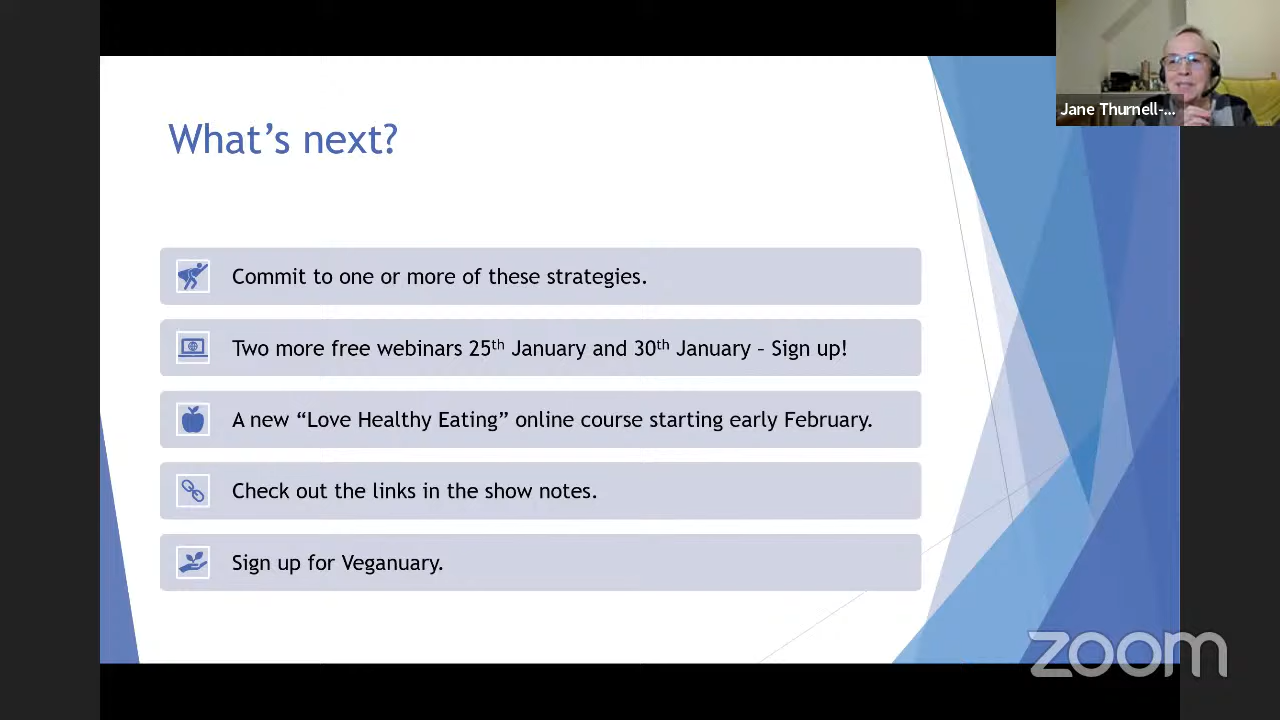 Jane Thurnell-...
What's next?
Commit to one or more of these strategies.
Two more free webinars 25th January and 30th January – Sign up!
A new “Love Healthy Eating” online course starting early February.
Check out the links in the show notes.
Sign up for Veganuary.
zoom